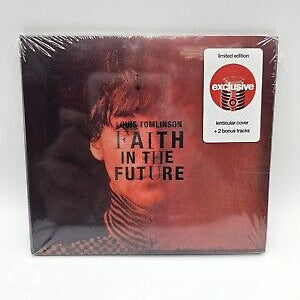 limited edition
exclusive
lenticular cover
+ 2 bonus tracks
LOUIS TOMLINSON
FAITH
IN THE
FUTURE